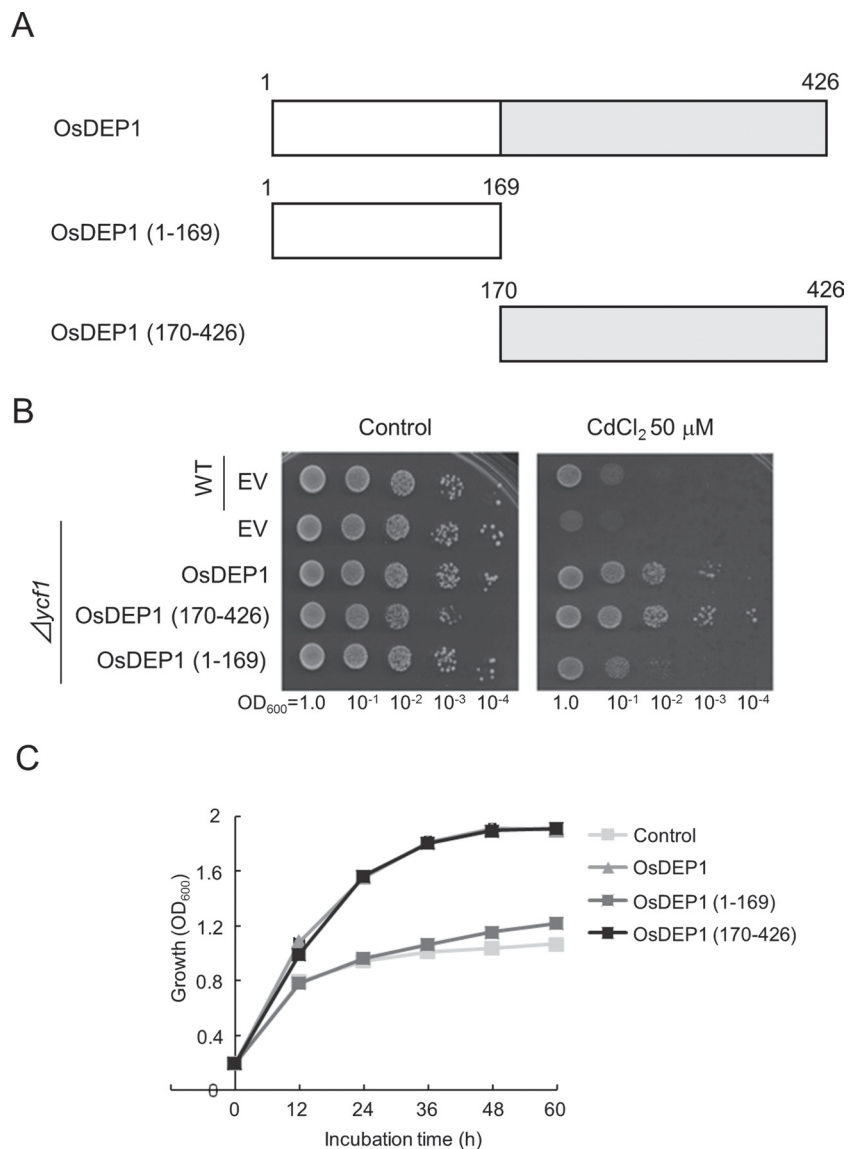 A
1 426
OsDEP1
1 169
OsDEP1 (1-169)
170 426
OsDEP1 (170-426)
B
Control CdCl₂ 50 μM
WT EV
Δycf1 EV
OsDEP1
OsDEP1 (170-426)
OsDEP1 (1-169)
OD₆₀₀=1.0 10⁻¹ 10⁻² 10⁻³ 10⁻⁴ 1.0 10⁻¹ 10⁻² 10⁻³ 10⁻⁴
C
Growth (OD₆₀₀)
2
1.6
1.2
0.8
0.4
0
0 12 24 36 48 60
Incubation time (h)
Control
OsDEP1
OsDEP1 (1-169)
OsDEP1 (170-426)